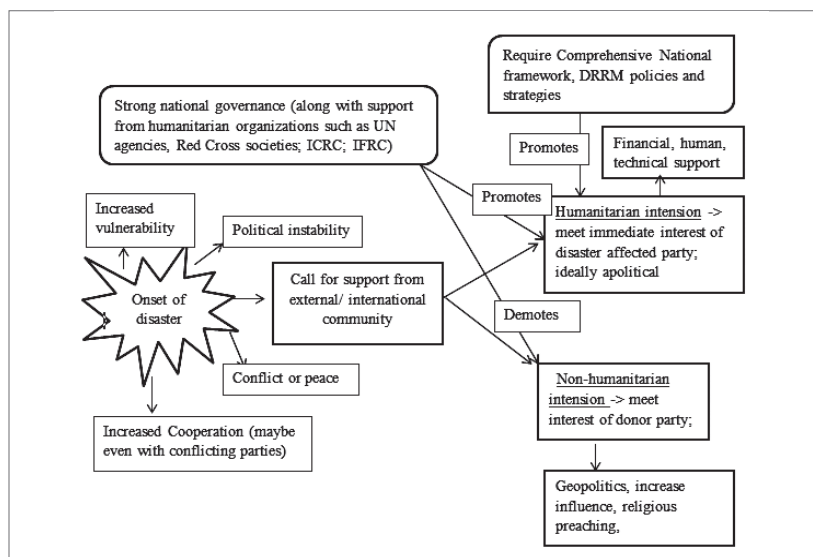 Require Comprehensive National
framework, DRRM policies and
strategies
Strong national governance (along with support
from humanitarian organizations such as UN
agencies, Red Cross societies; ICRC; IFRC)
Promotes
Financial, human,
technical support
Promotes
Increased
vulnerability
Political instability
Humanitarian intension ->
meet immediate interest of
disaster affected party;
ideally apolitical
Onset of
disaster
Call for support from
external/ international
community
Demotes
Conflict or peace
Non-humanitarian
intension -> meet
interest of donor party;
Increased Cooperation (maybe
even with conflicting parties)
Geopolitics, increase
influence, religious
preaching,